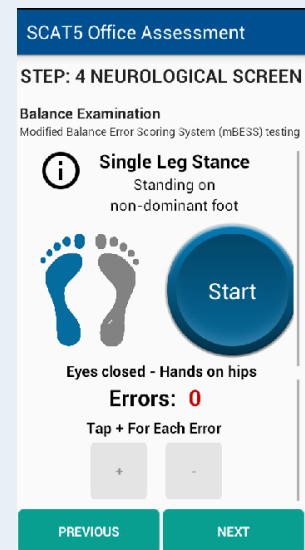 SCAT5 Office Assessment
STEP: 4 NEUROLOGICAL SCREEN
Balance Examination
Modified Balance Error Scoring System (mBESS) testing
Single Leg Stance
Standing on
non-dominant foot
Start
Eyes closed - Hands on hips
Errors: 0
Tap + For Each Error
+ -
PREVIOUS NEXT